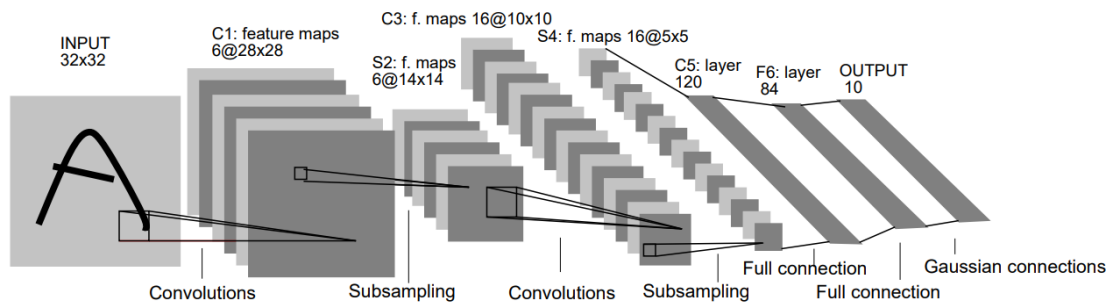 INPUT
32x32
C1: feature maps
6@28x28
S2: f. maps
6@14x14
C3: f. maps 16@10x10
S4: f. maps 16@5x5
C5: layer
120
F6: layer
84
OUTPUT
10
Convolutions
Subsampling
Convolutions
Subsampling
Full connection
Full connection
Gaussian connections